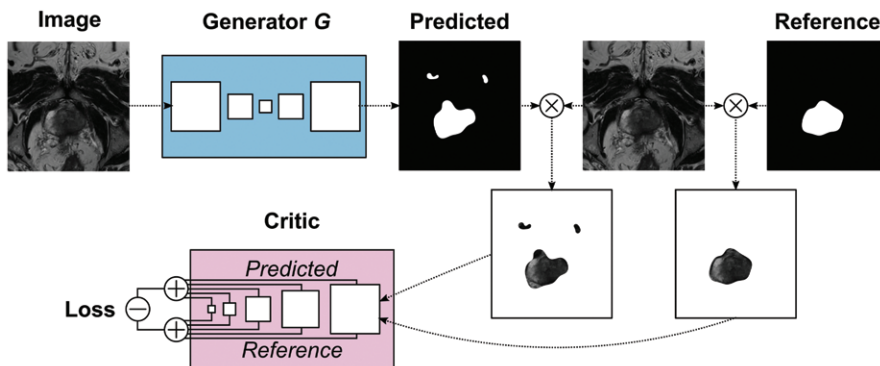 Image
Generator G
Predicted
Reference
Critic
Predicted
Loss
Reference